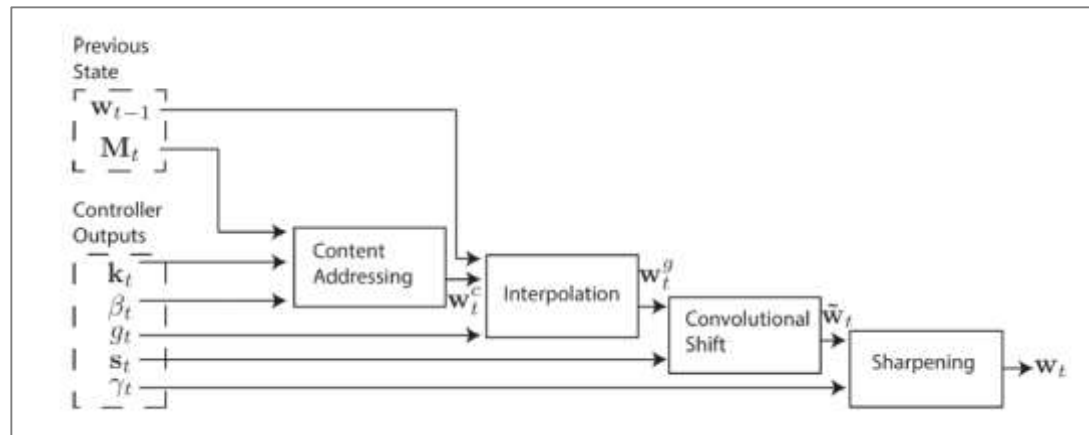 Previous
State
w_{t−1}
M_t
Controller
Outputs
k_t
β_t
g_t
s_t
γ_t
Content
Addressing
w_t^c
Interpolation
w_t^g
Convolutional
Shift
w̃_t
Sharpening
w_t